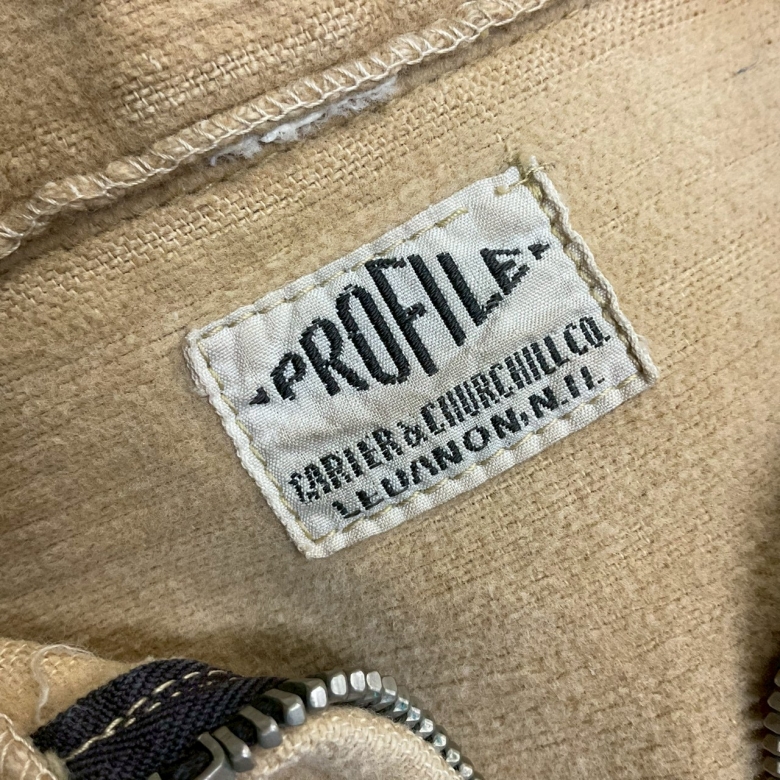 PROFILE
CARTER & CHURCHILL CO.
LEBANON, N.H.